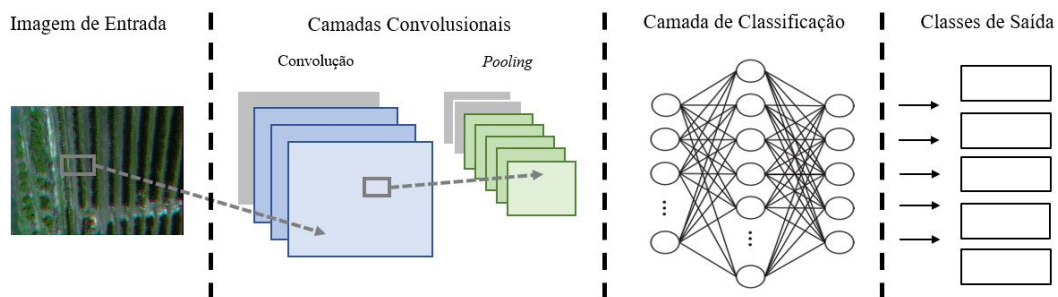 Imagem de Entrada
Camadas Convolusionais
Camada de Classificação
Classes de Saída
Convolução
Pooling